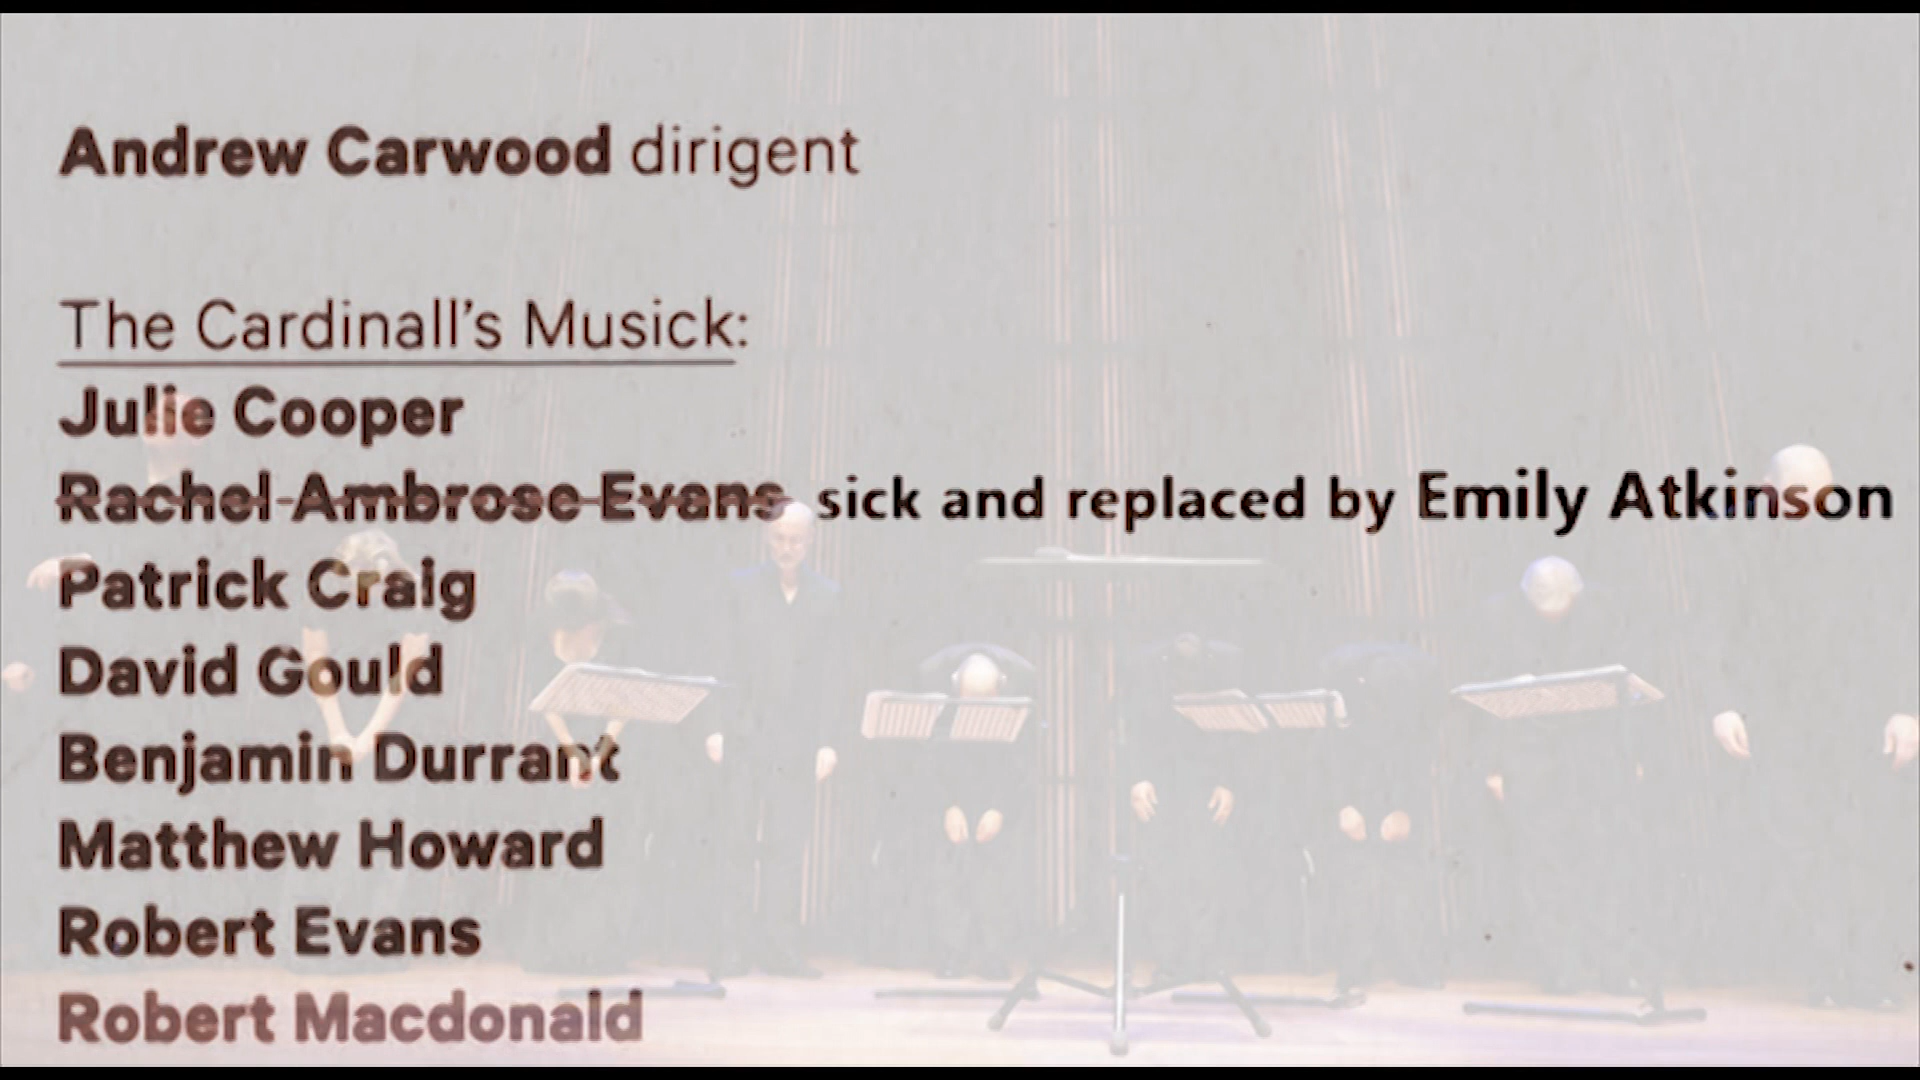 Andrew Carwood dirigent
The Cardinall's Musick:
Julie Cooper
Rachel Ambrose Evans sick and replaced by Emily Atkinson
Patrick Craig
David Gould
Benjamin Durrant
Matthew Howard
Robert Evans
Robert Macdonald